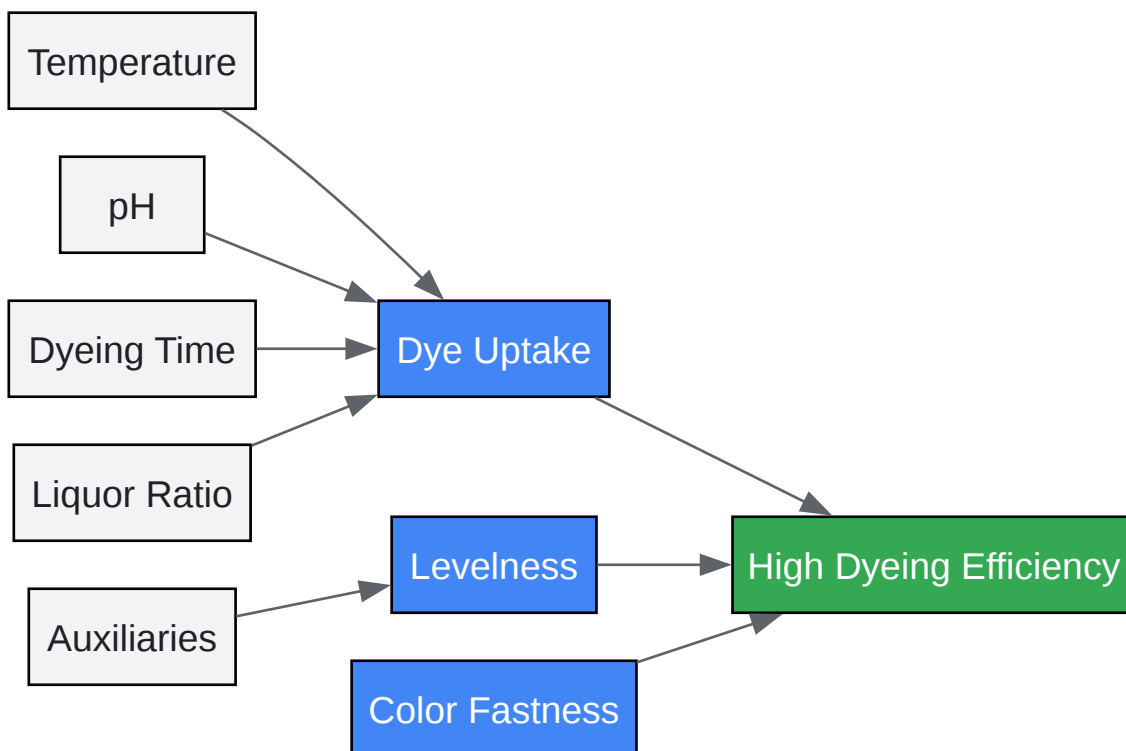 Temperature
pH
Dyeing Time
Dye Uptake
Liquor Ratio
Levelness
High Dyeing Efficiency
Auxiliaries
Color Fastness